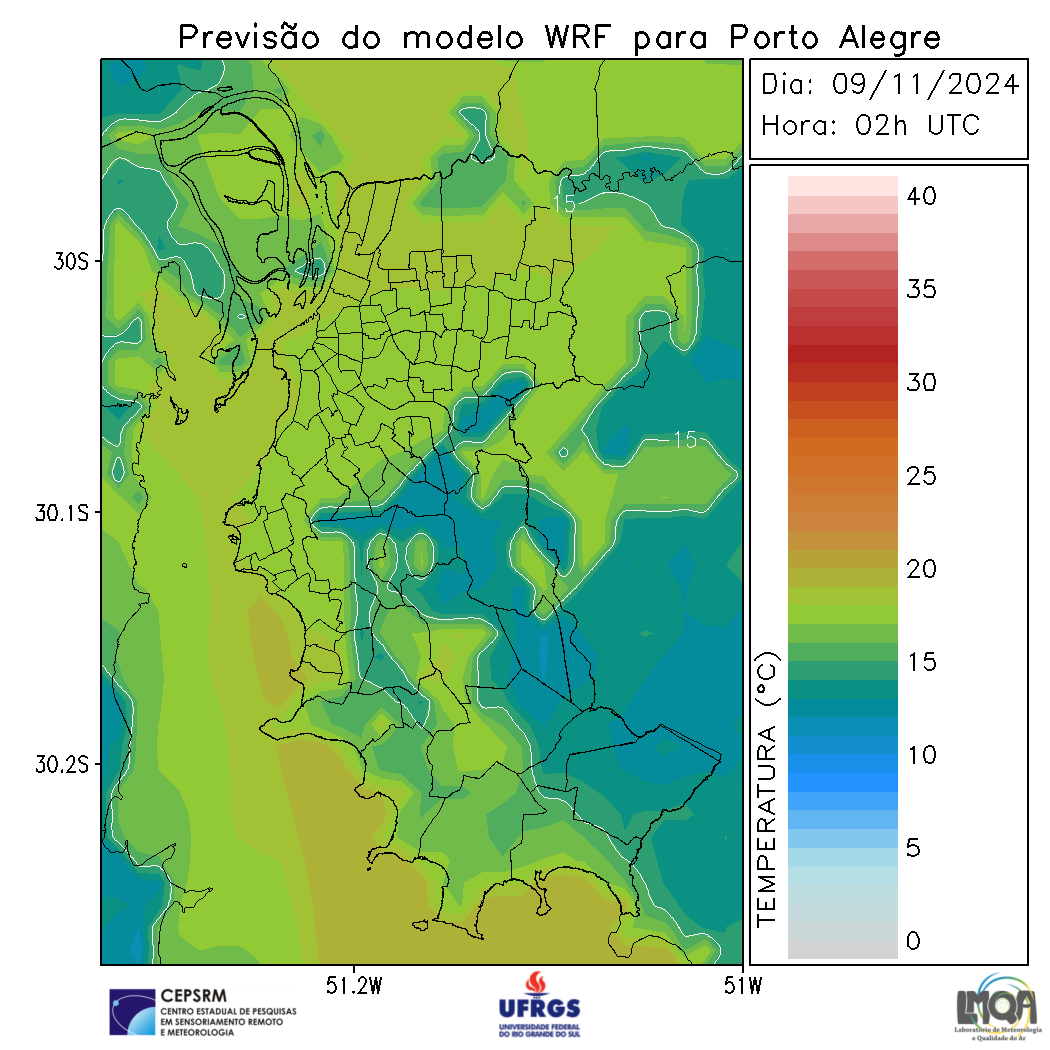 Previsão do modelo WRF para Porto Alegre
Dia: 09/11/2024
Hora: 02h UTC
30S
30.1S
30.2S
51.2W
51W
15
15
TEMPERATURA (°C)
40
35
30
25
20
15
10
5
0
CEPSRM
CENTRO ESTADUAL DE PESQUISAS
EM SENSORIAMENTO REMOTO
E METEOROLOGIA
UFRGS
UNIVERSIDADE FEDERAL
DO RIO GRANDE DO SUL
LMQA
Laboratório de Meteorologia
e Qualidade do Ar